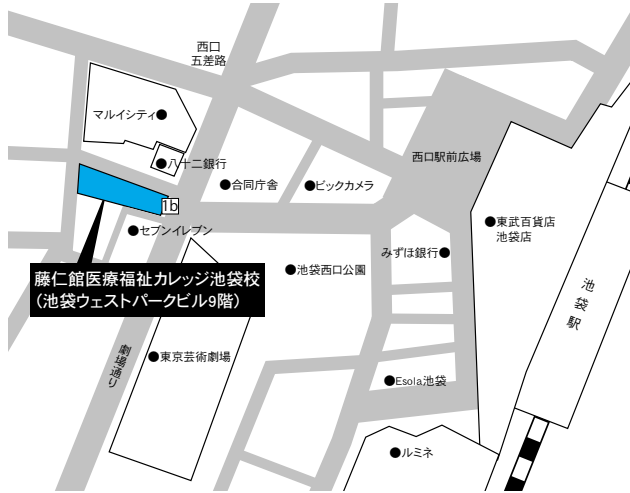 西口
五差路
マルイシティ
八十二銀行
合同庁舎
ビックカメラ
西口駅前広場
1b
セブンイレブン
東武百貨店
池袋店
みずほ銀行
藤仁館医療福祉カレッジ池袋校
（池袋ウェストパークビル9階）
池袋西口公園
池袋駅
劇場通り
東京芸術劇場
Esola池袋
ルミネ